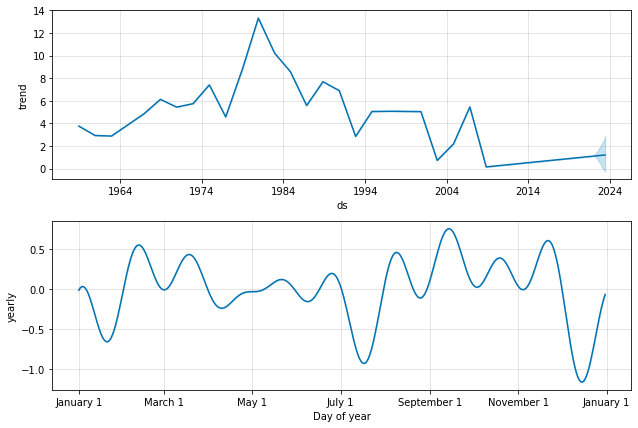 14
12
10
8
6
4
2
0
trend
1964 1974 1984 1994 2004 2014 2024
ds
0.5
0.0
−0.5
−1.0
yearly
January 1 March 1 May 1 July 1 September 1 November 1 January 1
Day of year